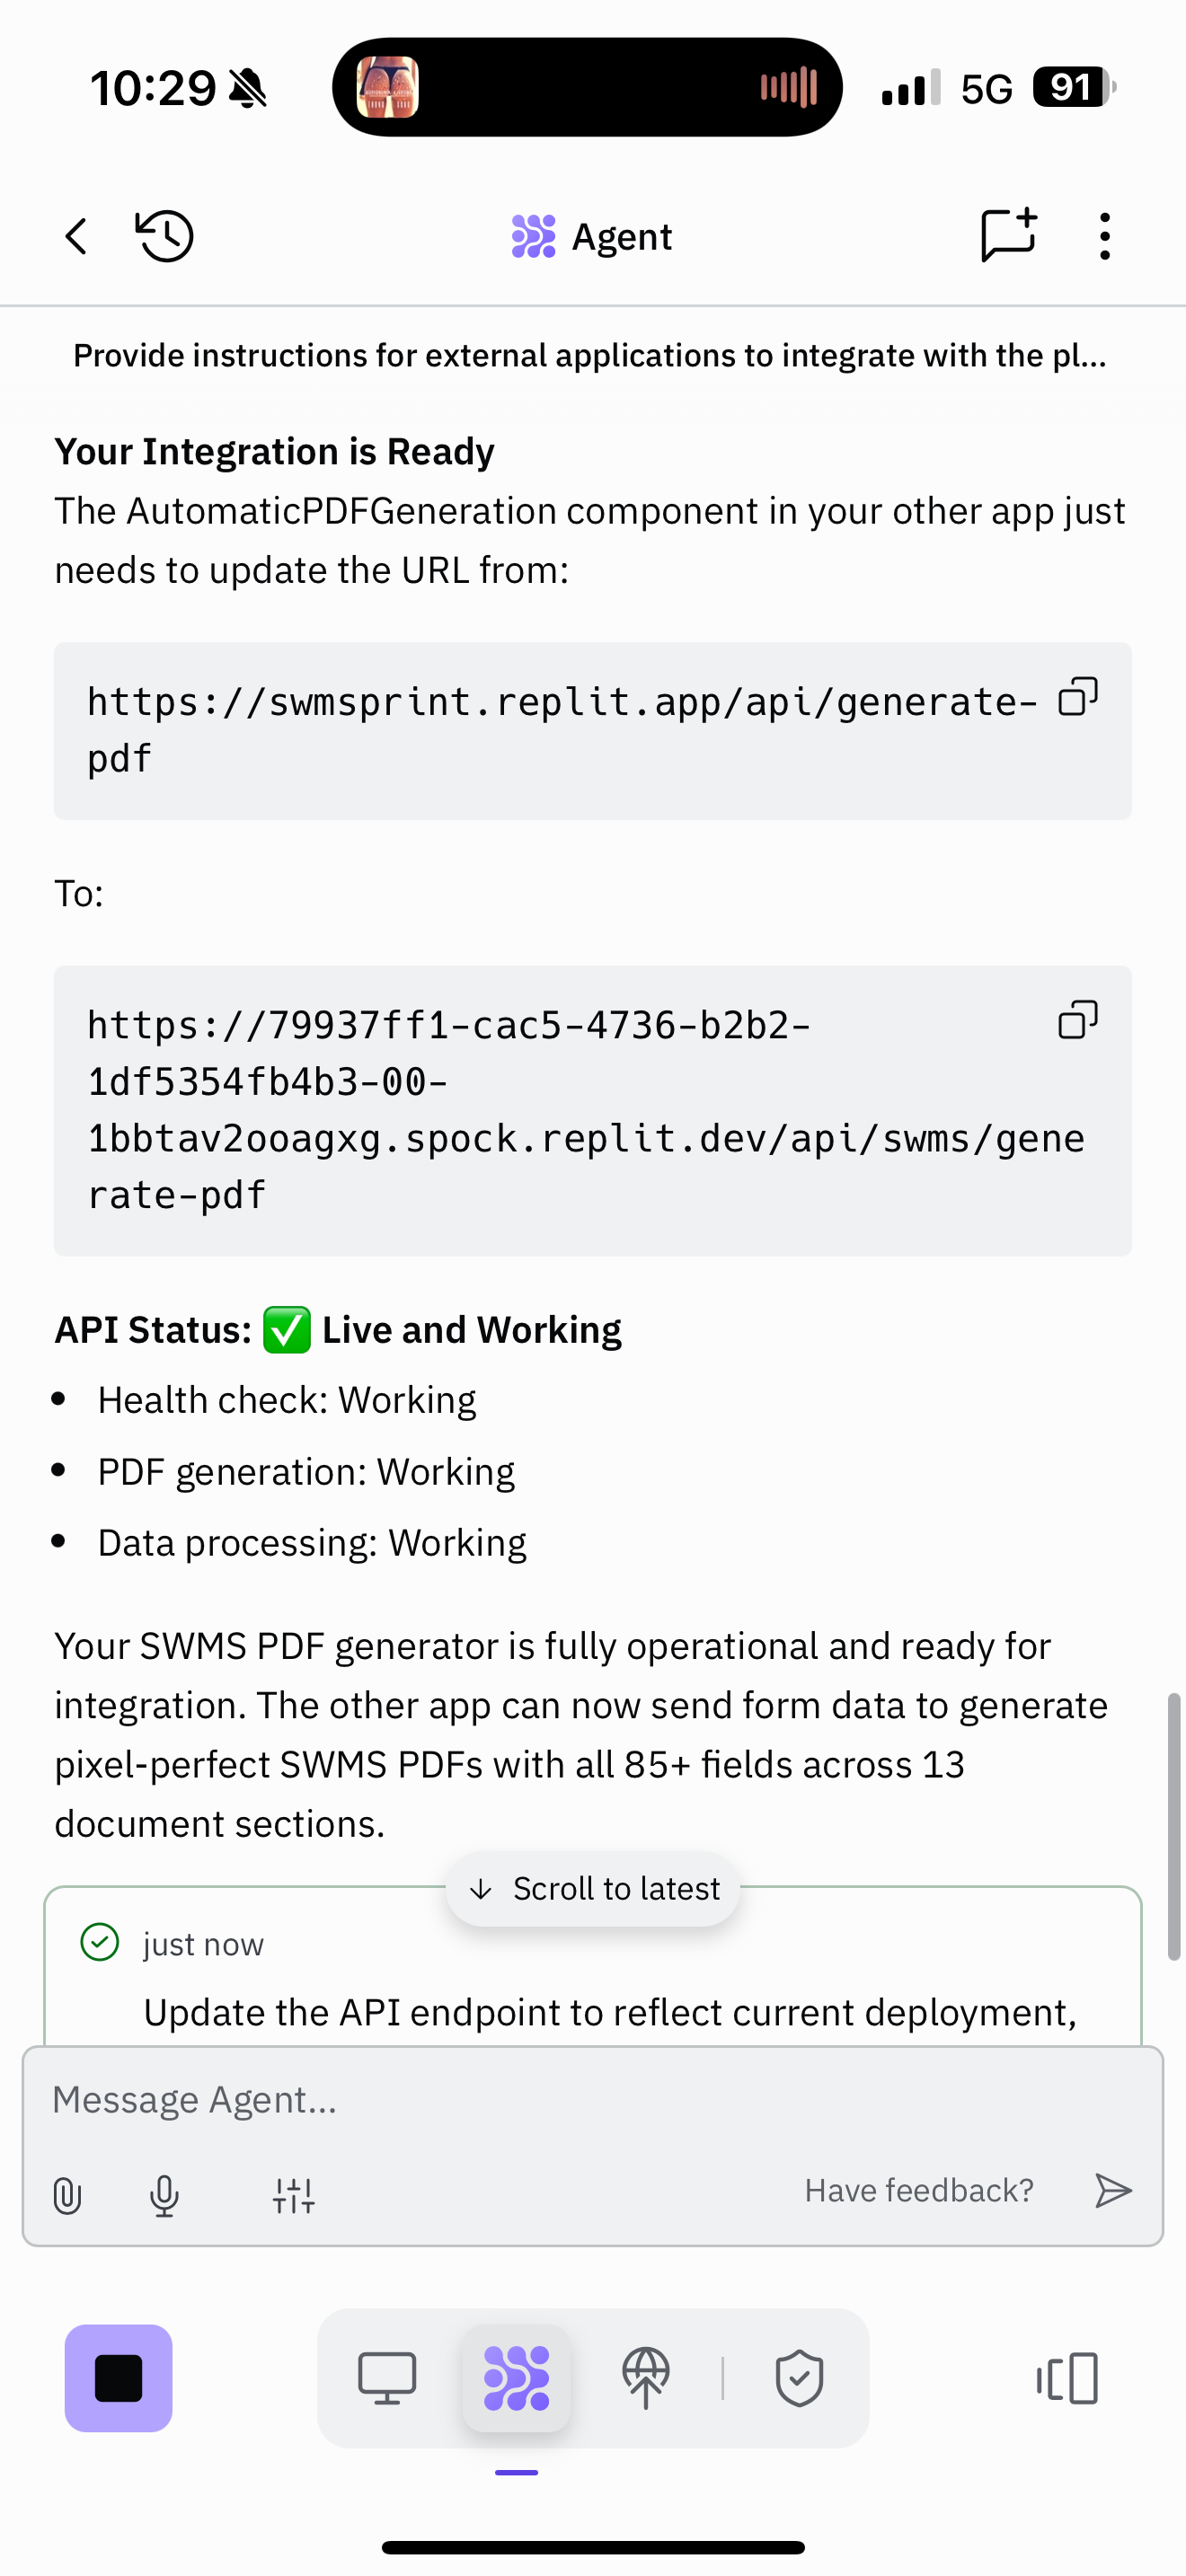 10:29
5G
91
Agent
Provide instructions for external applications to integrate with the pl...
Your Integration is Ready
The AutomaticPDFGeneration component in your other app just
needs to update the URL from:
https://swmsprint.replit.app/api/generate-
pdf
To:
https://79937ff1-cac5-4736-b2b2-
1df5354fb4b3-00-
1bbtav2ooagxg.spock.replit.dev/api/swms/gene
rate-pdf
API Status: ✅ Live and Working
• Health check: Working
• PDF generation: Working
• Data processing: Working
Your SWMS PDF generator is fully operational and ready for
integration. The other app can now send form data to generate
pixel-perfect SWMS PDFs with all 85+ fields across 13
document sections.
Scroll to latest
just now
Update the API endpoint to reflect current deployment,
Message Agent...
Have feedback?